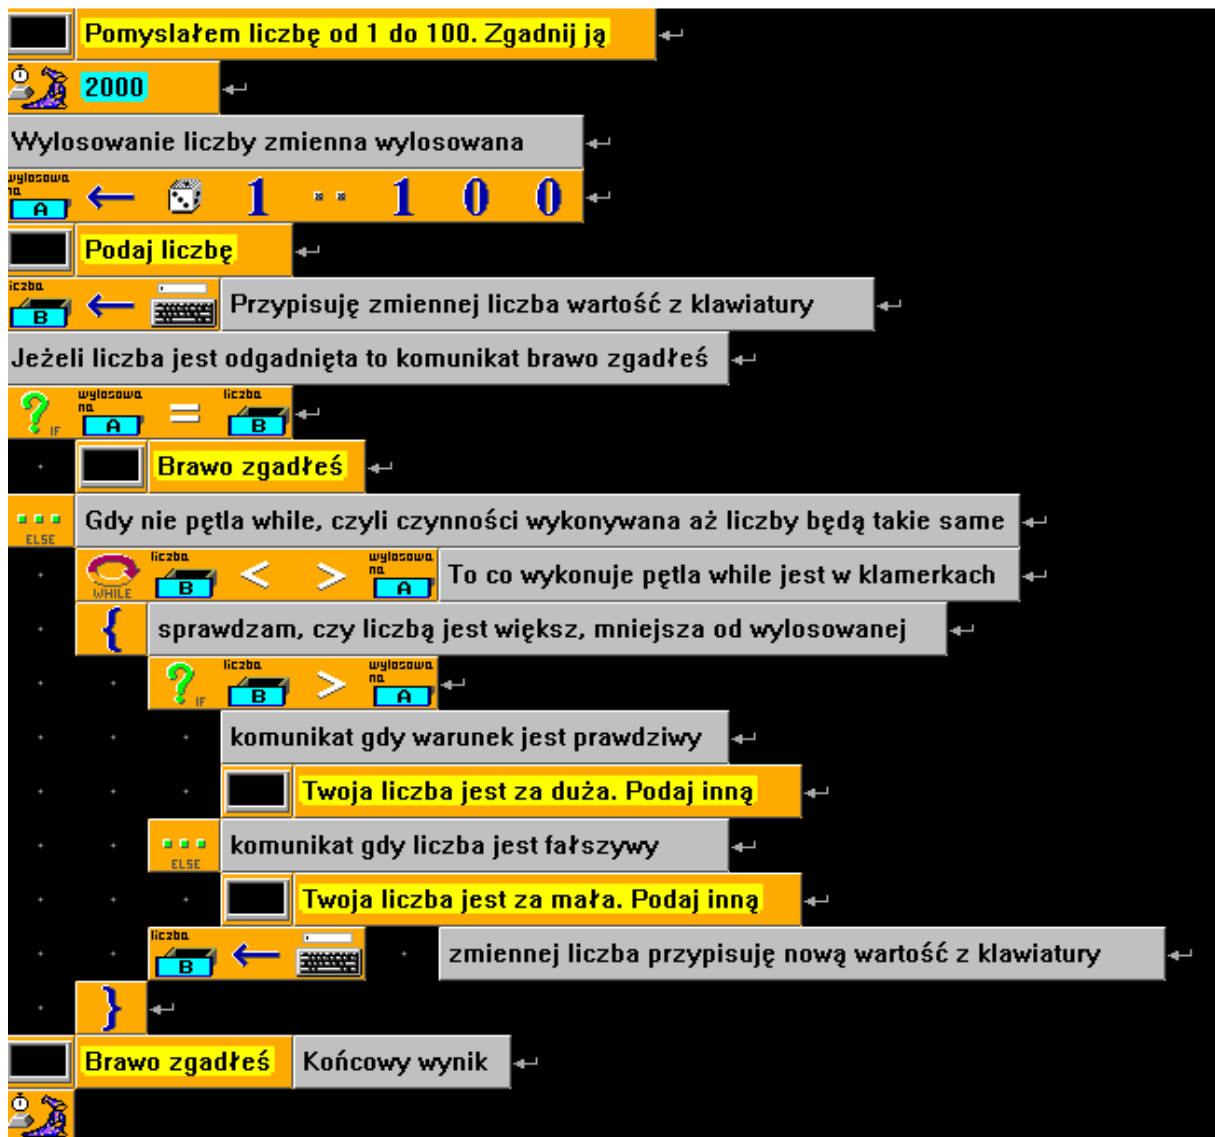 Pomyslałem liczbę od 1 do 100. Zgadnij ją
2000
Wylosowanie liczby zmienna wylosowana
wylosowana A ← 1 .. 1 0 0
Podaj liczbę
liczba B ← Przypisuję zmiennej liczba wartość z klawiatury
Jeżeli liczba jest odgadnięta to komunikat brawo zgadłeś
? IF wylosowana A = liczba B
Brawo zgadłeś
ELSE Gdy nie pętla while, czyli czynności wykonywana aż liczby będą takie same
WHILE liczba B < > wylosowana A To co wykonuje pętla while jest w klamerkach
{ sprawdzam, czy liczbą jest większ, mniejsza od wylosowanej
? IF liczba B > wylosowana A
komunikat gdy warunek jest prawdziwy
Twoja liczba jest za duża. Podaj inną
ELSE komunikat gdy liczba jest fałszywy
Twoja liczba jest za mała. Podaj inną
liczba B ← zmiennej liczba przypisuję nową wartość z klawiatury
}
Brawo zgadłeś Końcowy wynik